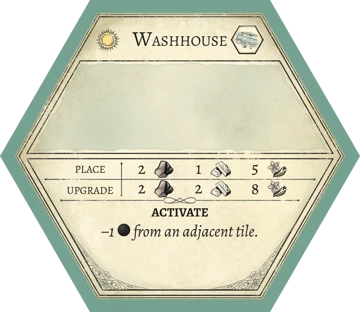 WASHHOUSE
PLACE 2 1 5
UPGRADE 2 2 8
ACTIVATE
–1 from an adjacent tile.